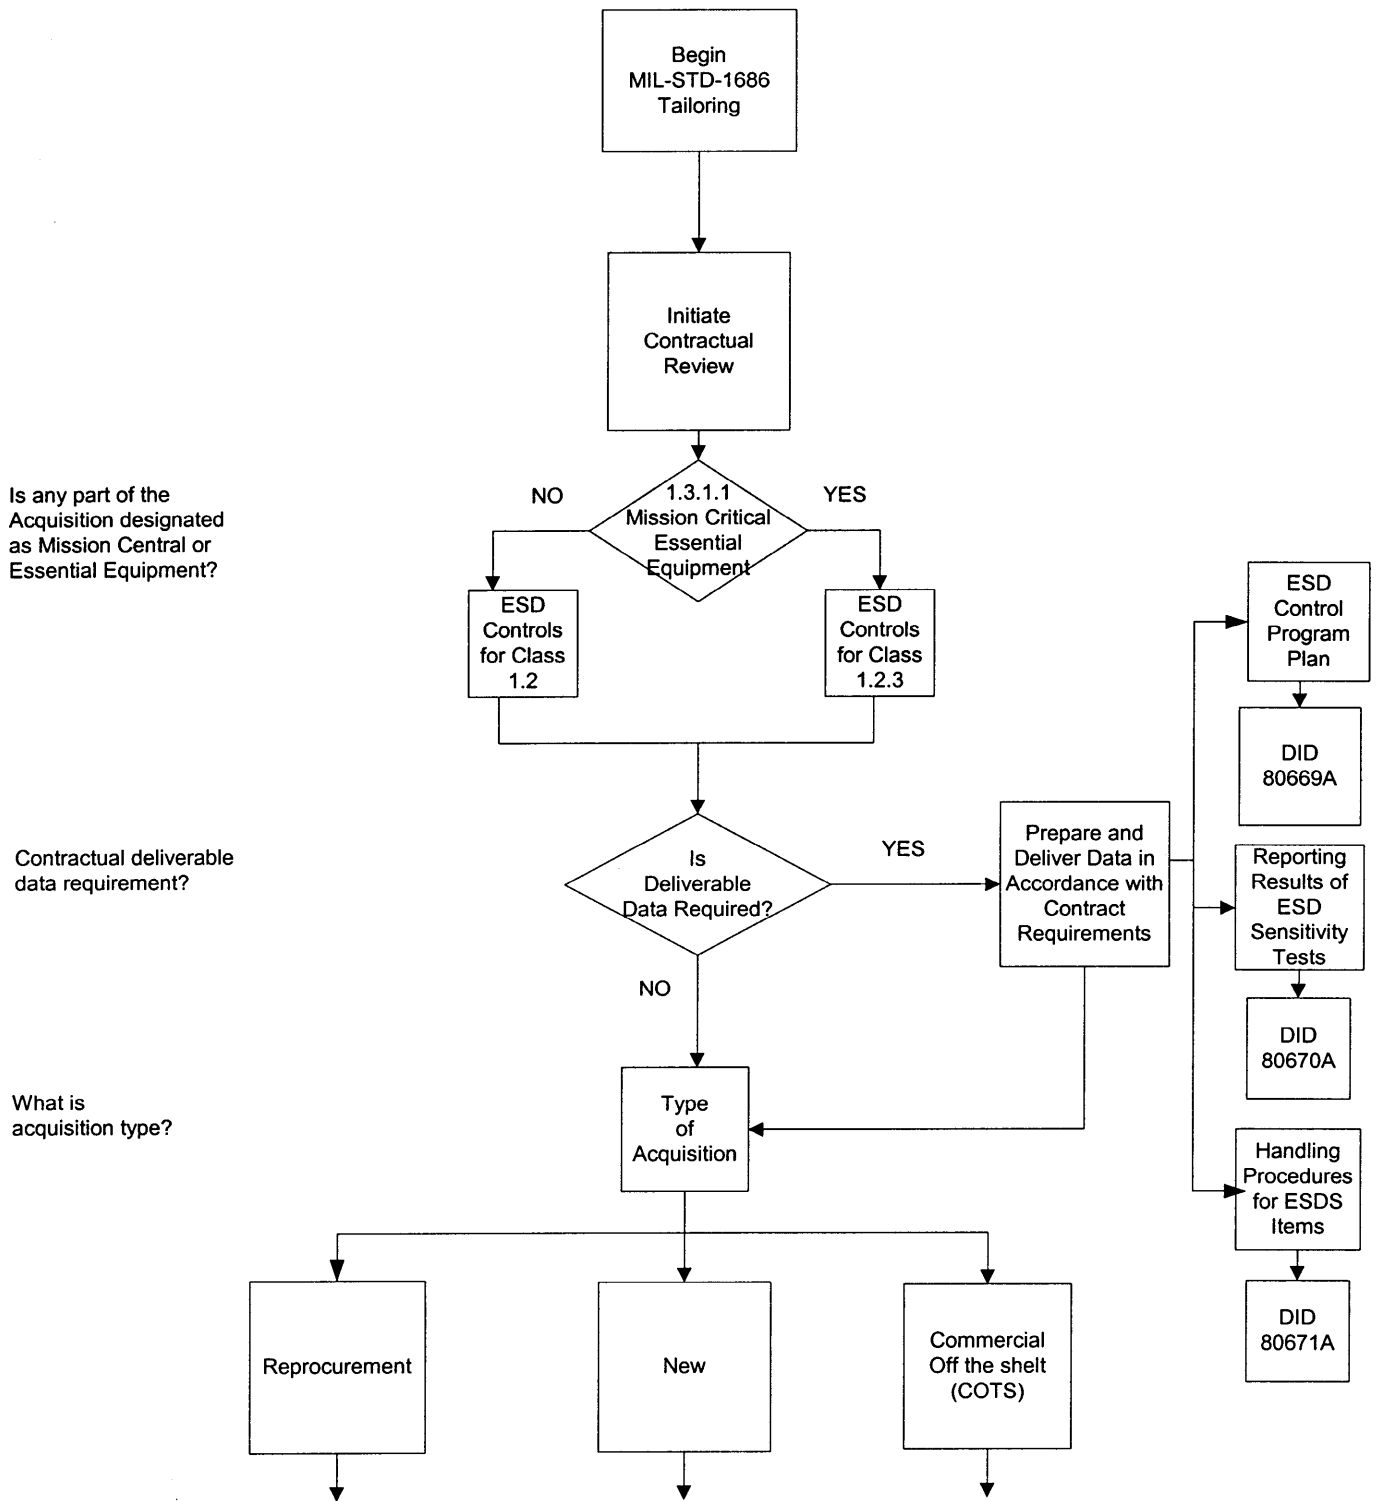 Begin
MIL-STD-1686
Tailoring
Initiate
Contractual
Review
Is any part of the
Acquisition designated
as Mission Central or
Essential Equipment?
NO
1.3.1.1
Mission Critical
Essential
Equipment
YES
ESD
Controls
for Class
1.2
ESD
Controls
for Class
1.2.3
ESD
Control
Program
Plan
DID
80669A
Contractual deliverable
data requirement?
Is
Deliverable
Data Required?
YES
Prepare and
Deliver Data in
Accordance with
Contract
Requirements
Reporting
Results of
ESD
Sensitivity
Tests
NO
DID
80670A
What is
acquisition type?
Type
of
Acquisition
Handling
Procedures
for ESDS
Items
DID
80671A
Reprocurement
New
Commercial
Off the shelt
(COTS)